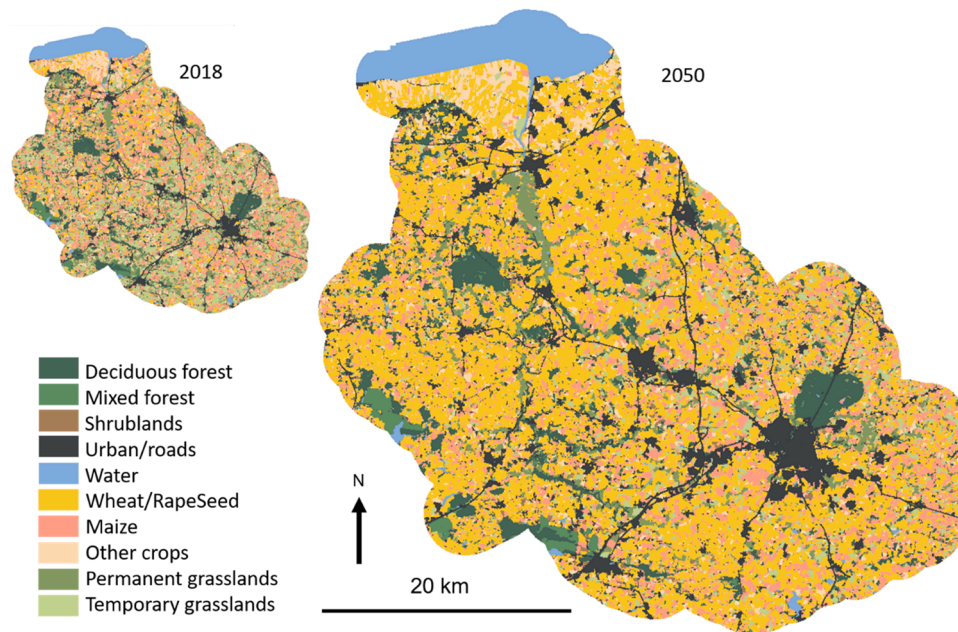 2018
2050
Deciduous forest
Mixed forest
Shrublands
Urban/roads
Water
Wheat/RapeSeed
Maize
Other crops
Permanent grasslands
Temporary grasslands
N
20 km